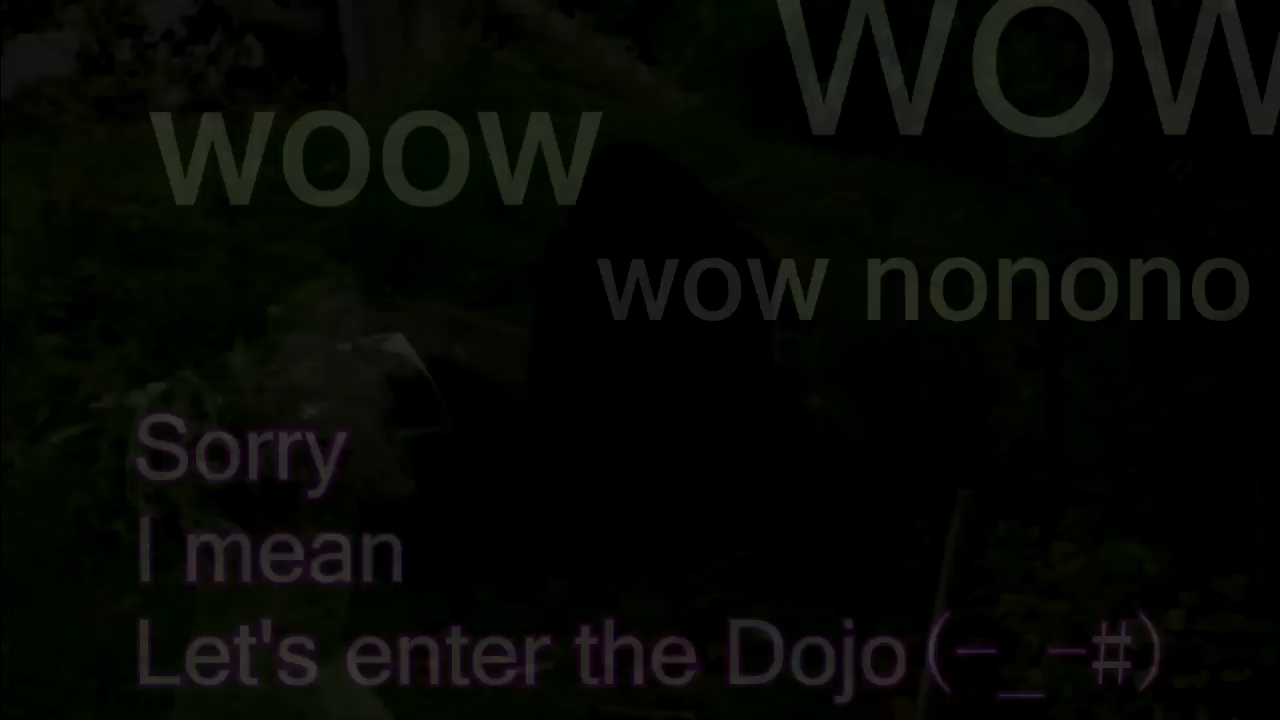 WOW
woow
wow nonono
Sorry
I mean
Let's enter the Dojo(－_－#)